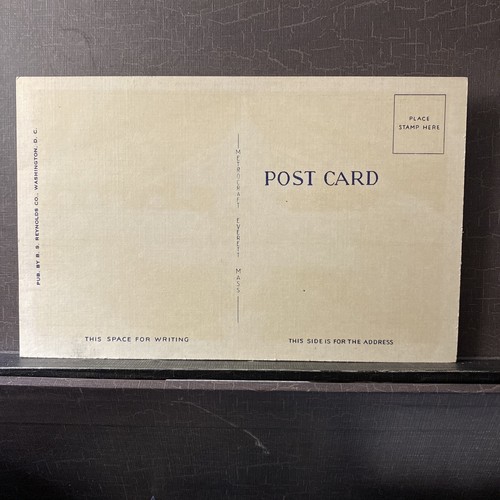 PUB. BY B. S. REYNOLDS CO., WASHINGTON, D. C.
METROCRAFT EVERETT MASS
PLACE
STAMP HERE
POST CARD
THIS SPACE FOR WRITING
THIS SIDE IS FOR THE ADDRESS